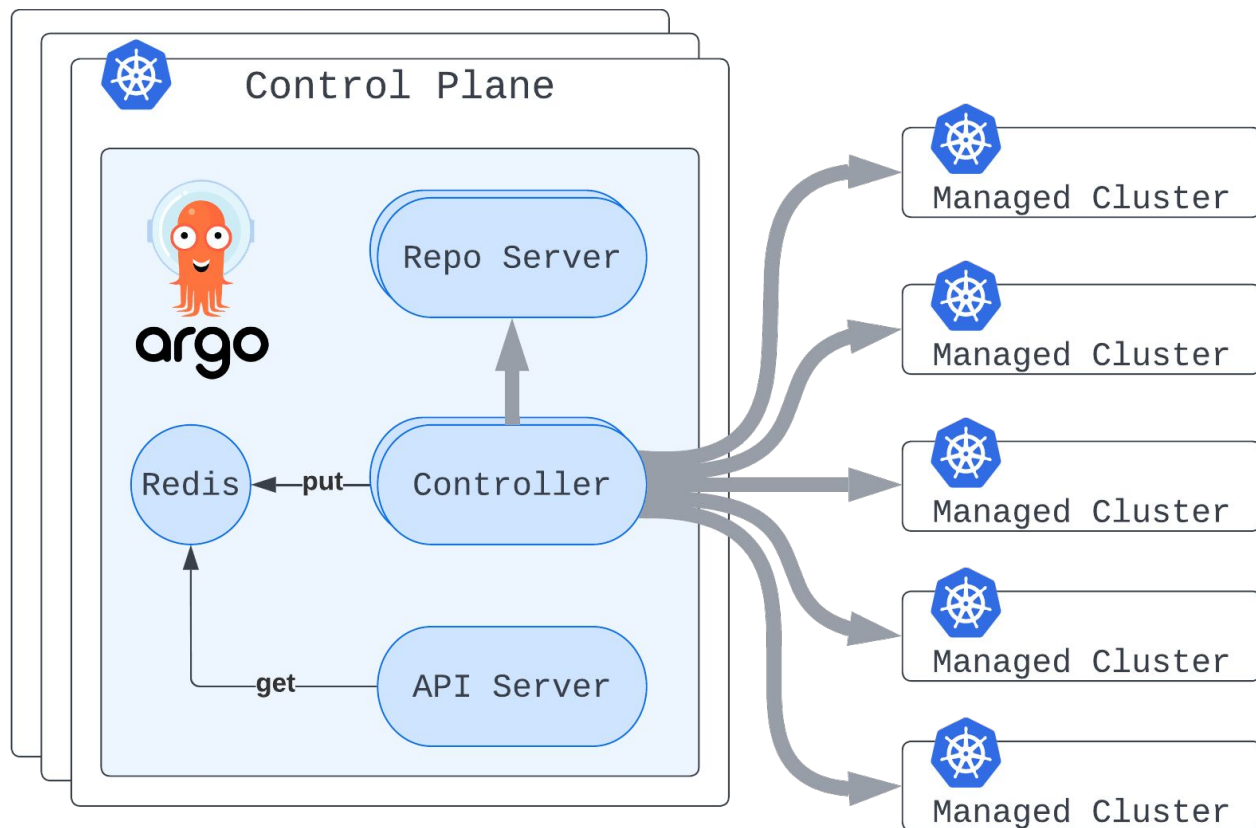 Control Plane
argo
Repo Server
Redis
put
Controller
get
API Server
Managed Cluster
Managed Cluster
Managed Cluster
Managed Cluster
Managed Cluster